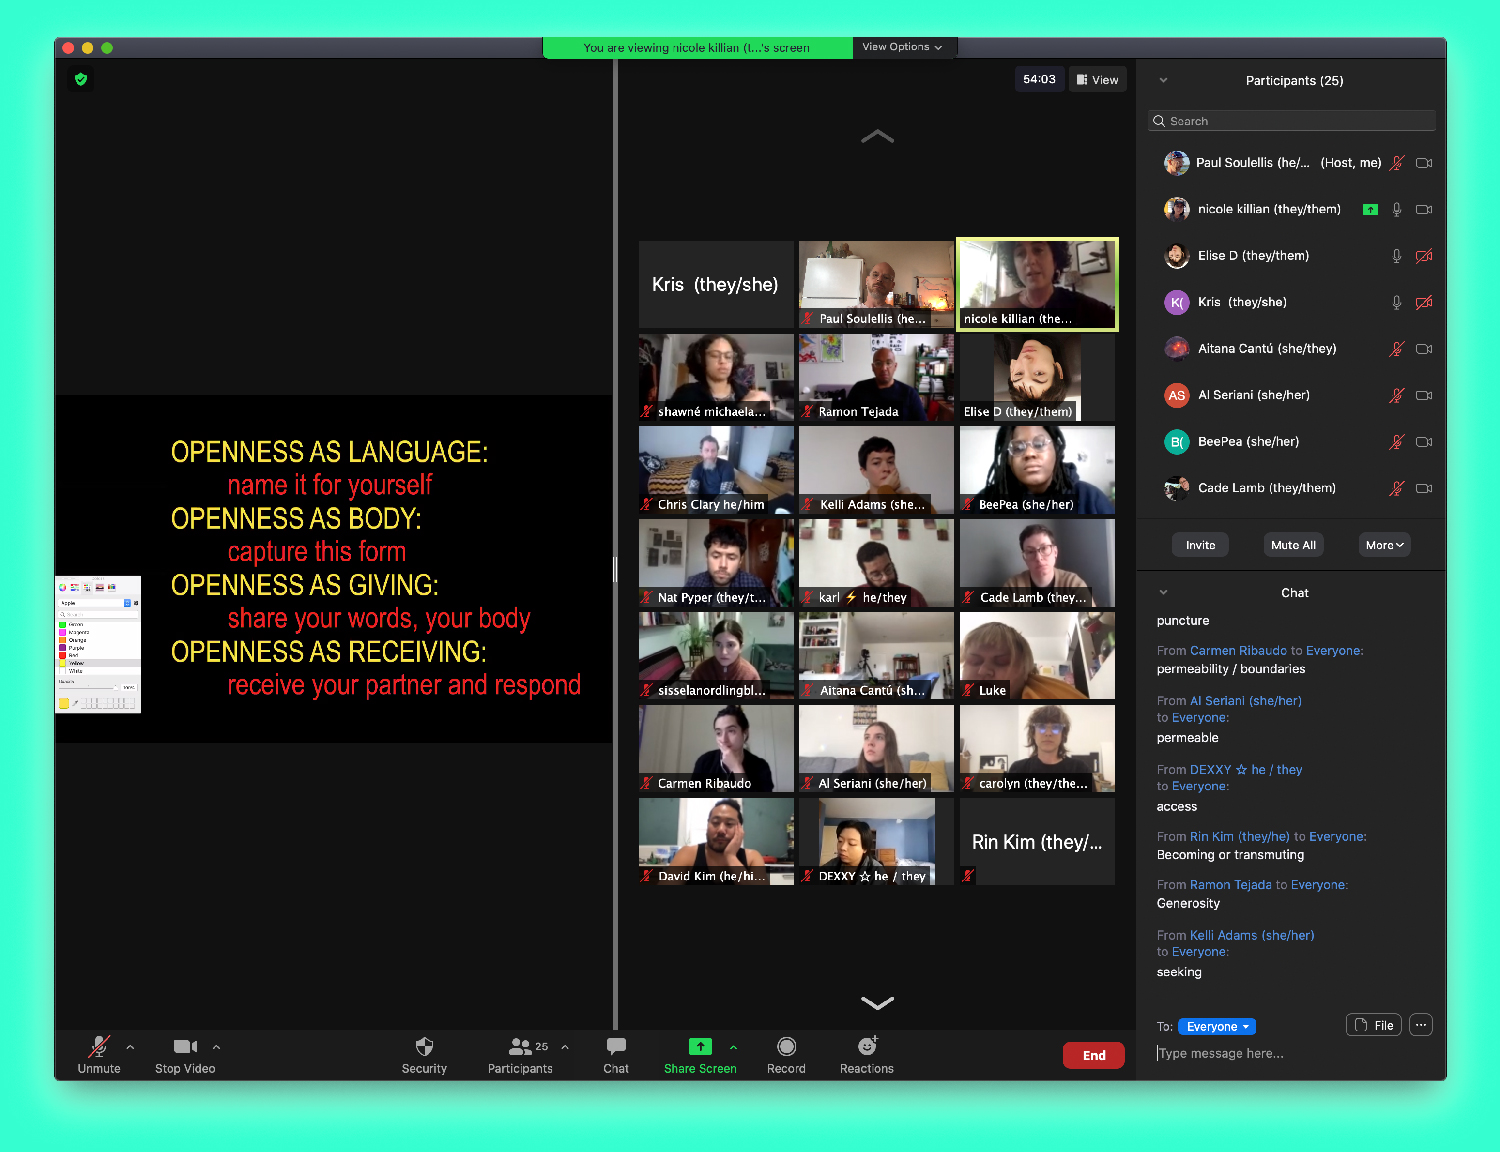 You are viewing nicole killian (t...'s screen
View Options
54:03
View
OPENNESS AS LANGUAGE:
name it for yourself
OPENNESS AS BODY:
capture this form
OPENNESS AS GIVING:
share your words, your body
OPENNESS AS RECEIVING:
receive your partner and respond
Apple
Search
Green
Magenta
Orange
Purple
Red
Yellow
White
100%
Kris (they/she)
Paul Soulellis (he...
nicole killian (the...
shawné michaela...
Ramon Tejada
Elise D (they/them)
Chris Clary he/him
Kelli Adams (she...
BeePea (she/her)
Nat Pyper (they/t...
karl ⚡ he/they
Cade Lamb (they...
sisselanordlingbl...
Aitana Cantú (sh...
Luke
Carmen Ribaudo
Al Seriani (she/her)
carolyn (they/the...
David Kim (he/hi...
DEXXY ☆ he / they
Rin Kim (they/...
Participants (25)
Search
Paul Soulellis (he/... (Host, me)
nicole killian (they/them)
Elise D (they/them)
K( Kris (they/she)
Aitana Cantú (she/they)
AS Al Seriani (she/her)
B( BeePea (she/her)
Cade Lamb (they/them)
Invite Mute All More
Chat
puncture
From Carmen Ribaudo to Everyone:
permeability / boundaries
From Al Seriani (she/her)
to Everyone:
permeable
From DEXXY ☆ he / they
to Everyone:
access
From Rin Kim (they/he) to Everyone:
Becoming or transmuting
From Ramon Tejada to Everyone:
Generosity
From Kelli Adams (she/her)
to Everyone:
seeking
To: Everyone File ...
Type message here...
Unmute
Stop Video
Security
25
Participants
Chat
Share Screen
Record
Reactions
End